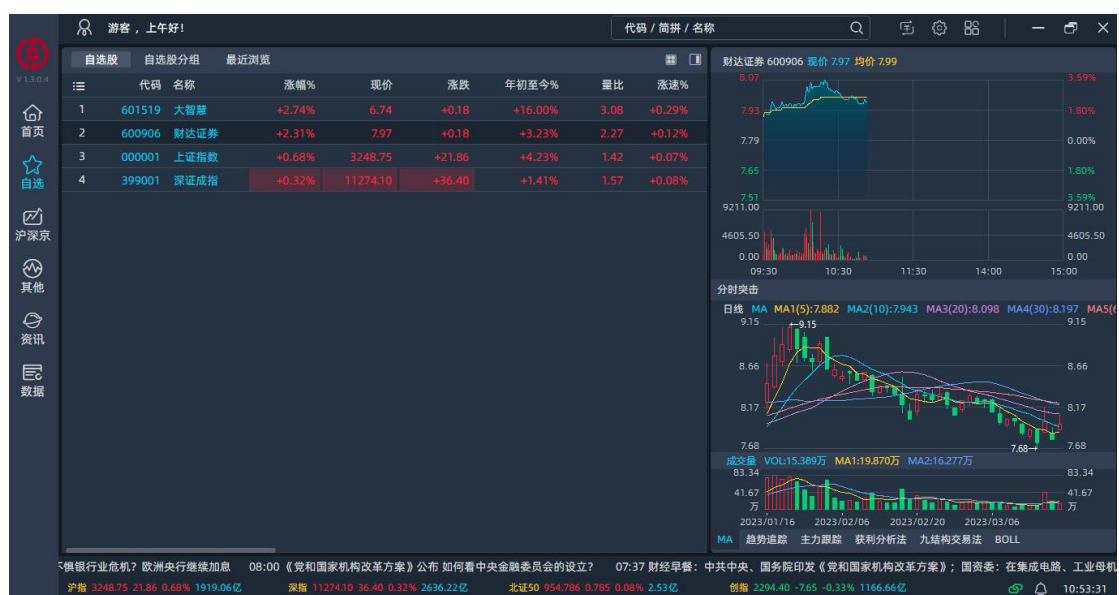 游客，上午好!
代码 / 简拼 / 名称
V 1.3.0.4
首页
自选
沪深京
其他
资讯
数据
自选股 自选股分组 最近浏览
代码 名称 涨幅% 现价 涨跌 年初至今% 量比 涨速%
1 601519 大智慧 +2.74% 6.74 +0.18 +16.00% 3.08 +0.29%
2 600906 财达证券 +2.31% 7.97 +0.18 +3.23% 2.27 +0.12%
3 000001 上证指数 +0.68% 3248.75 +21.86 +4.23% 1.42 +0.07%
4 399001 深证成指 +0.32% 11274.10 +36.40 +1.41% 1.57 +0.08%
财达证券 600906 现价 7.97 均价 7.99
8.07 3.59%
7.93 1.80%
7.79 0.00%
7.65 1.80%
7.51 3.59%
9211.00 9211.00
4605.50 4605.50
0.00 0.00
09:30 10:30 11:30 14:00 15:00
分时突击
日线 MA MA1(5):7.882 MA2(10):7.943 MA3(20):8.098 MA4(30):8.197 MA5(6
9.15 9.15 9.15
8.66 8.66
8.17 8.17
7.68 7.68 7.68
成交量 VOL:15.389万 MA1:19.870万 MA2:16.277万
83.34 83.34
41.67 41.67
万 万
2023/01/16 2023/02/06 2023/02/20 2023/03/06
MA 趋势追踪 主力跟踪 获利分析法 九结构交易法 BOLL
不惧银行业危机？欧洲央行继续加息 08:00 《党和国家机构改革方案》公布 如何看中央金融委员会的设立？ 07:37 财经早餐：中共中央、国务院印发《党和国家机构改革方案》；国资委：在集成电路、工业母机
沪指 3248.75 21.86 0.68% 1919.06亿 深指 11274.10 36.40 0.32% 2636.22亿 北证50 954.786 0.785 0.08% 2.53亿 创指 2294.40 -7.65 -0.33% 1166.66亿 10:53:31